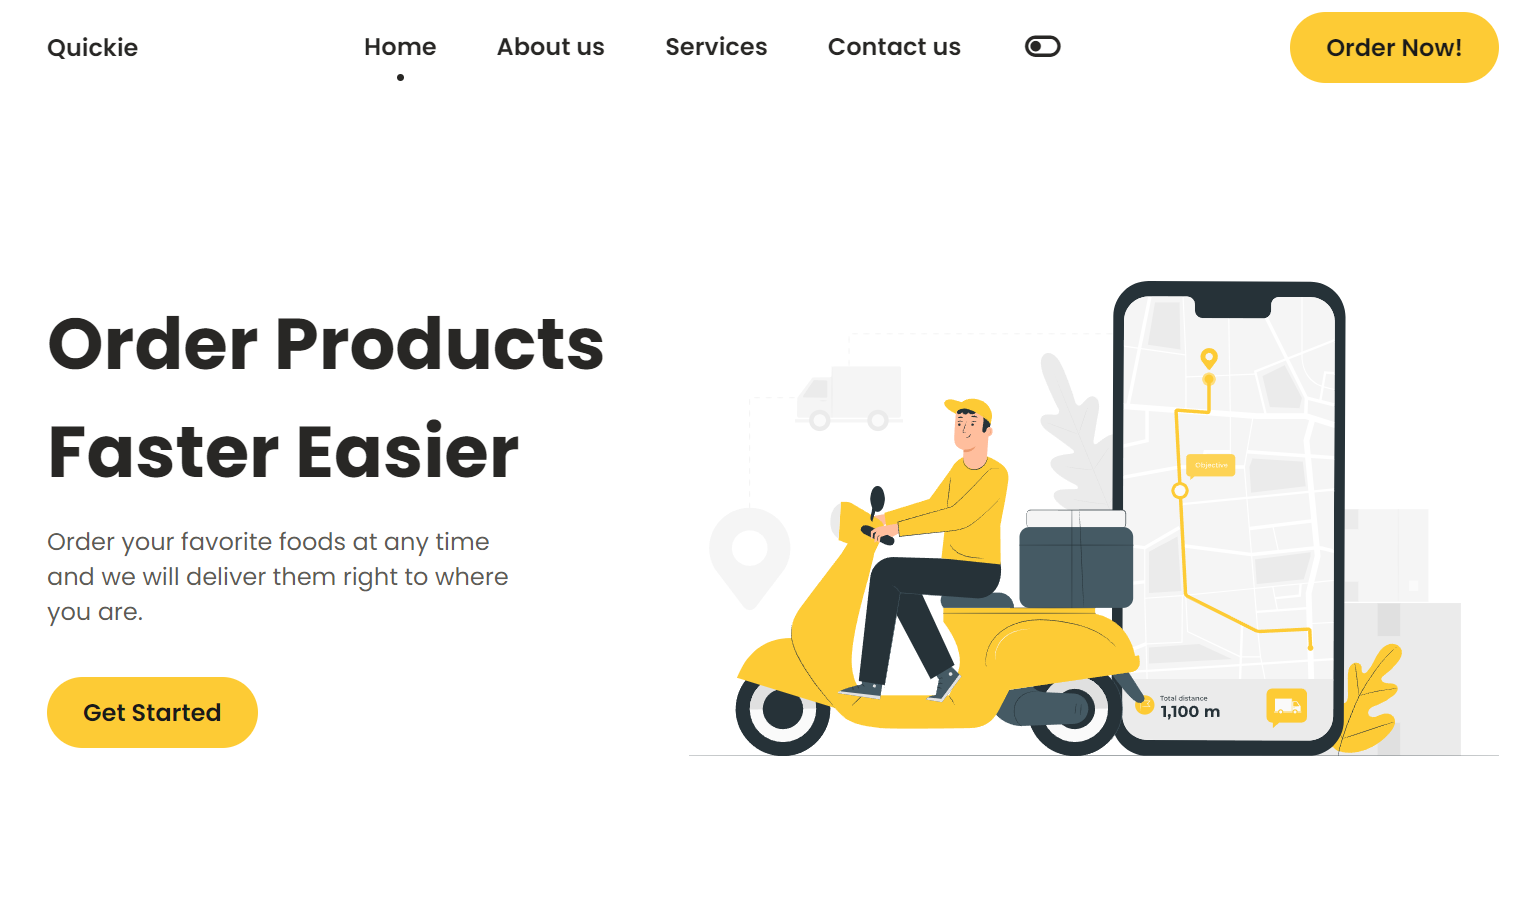 Quickie
Home
About us
Services
Contact us
Order Now!
Order Products
Faster Easier
Order your favorite foods at any time
and we will deliver them right to where
you are.
Get Started
Objective
Total distance
1,100 m